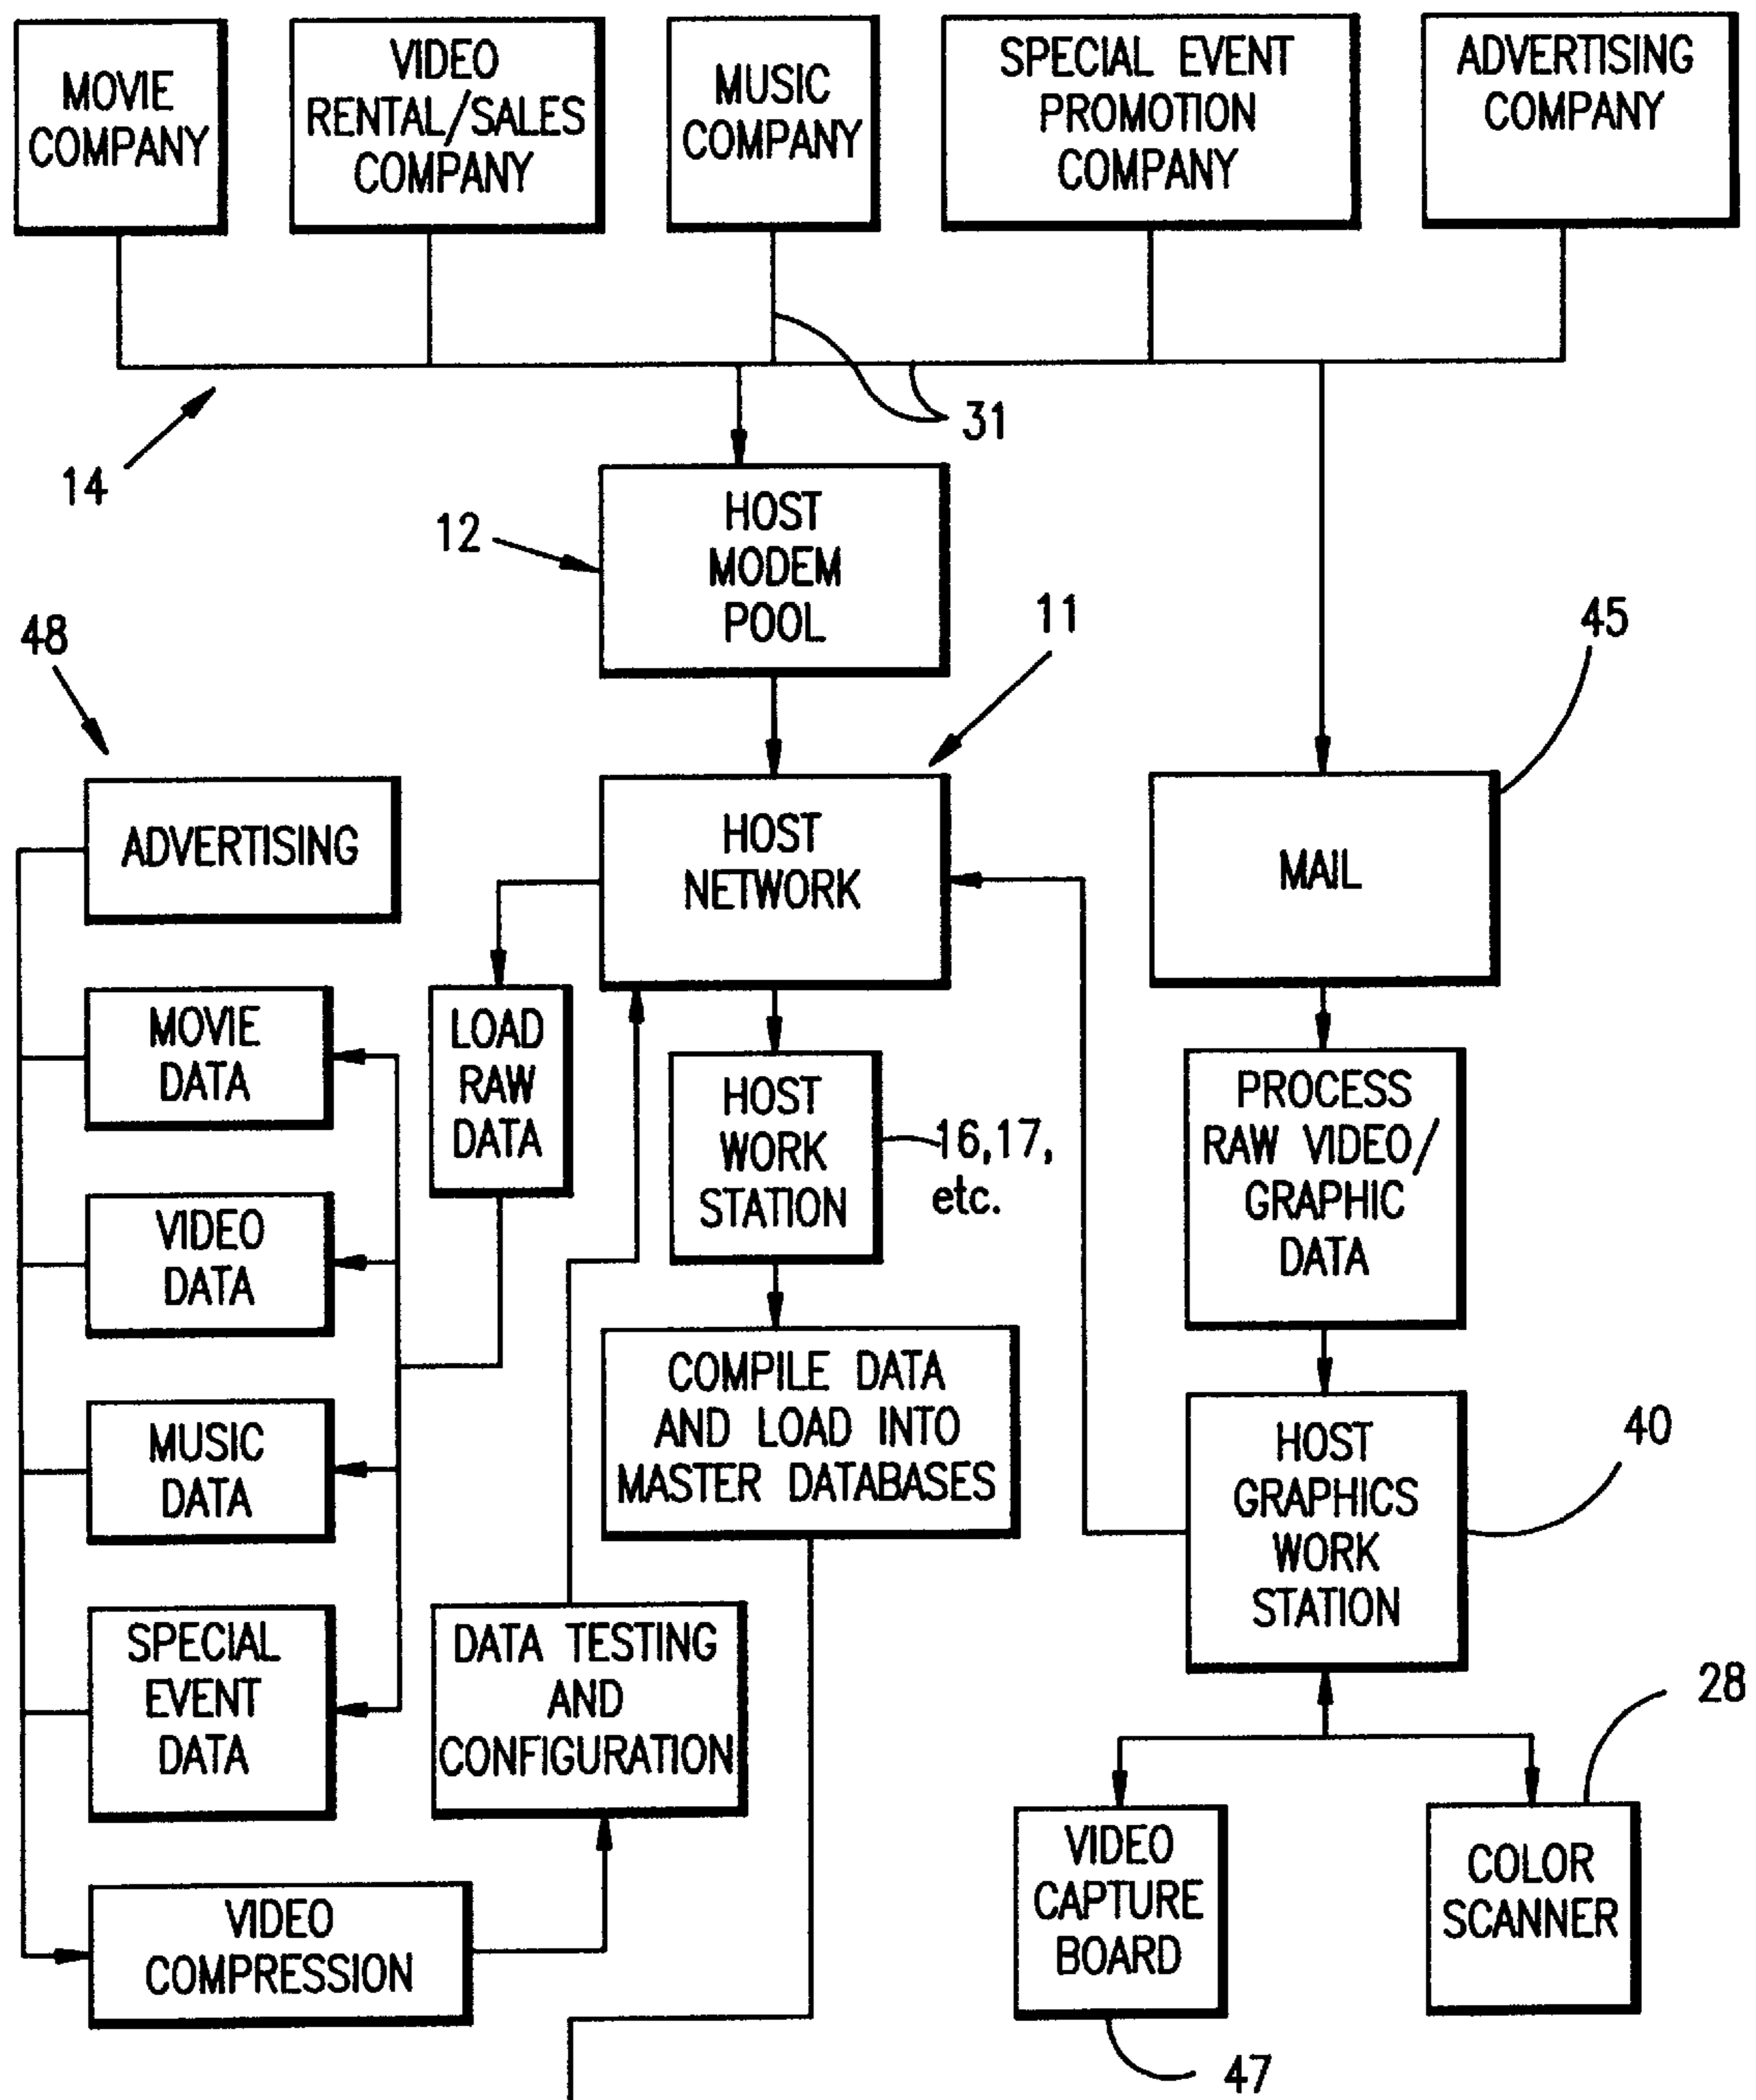 MOVIE
COMPANY
VIDEO
RENTAL/SALES
COMPANY
MUSIC
COMPANY
SPECIAL EVENT
PROMOTION
COMPANY
ADVERTISING
COMPANY
14
31
12
HOST
MODEM
POOL
11
45
48
ADVERTISING
HOST
NETWORK
MAIL
MOVIE
DATA
LOAD
RAW
DATA
HOST
WORK
STATION
16,17,
etc.
PROCESS
RAW VIDEO/
GRAPHIC
DATA
VIDEO
DATA
COMPILE DATA
AND LOAD INTO
MASTER DATABASES
MUSIC
DATA
HOST
GRAPHICS
WORK
STATION
40
SPECIAL
EVENT
DATA
DATA TESTING
AND
CONFIGURATION
28
VIDEO
COMPRESSION
VIDEO
CAPTURE
BOARD
COLOR
SCANNER
47